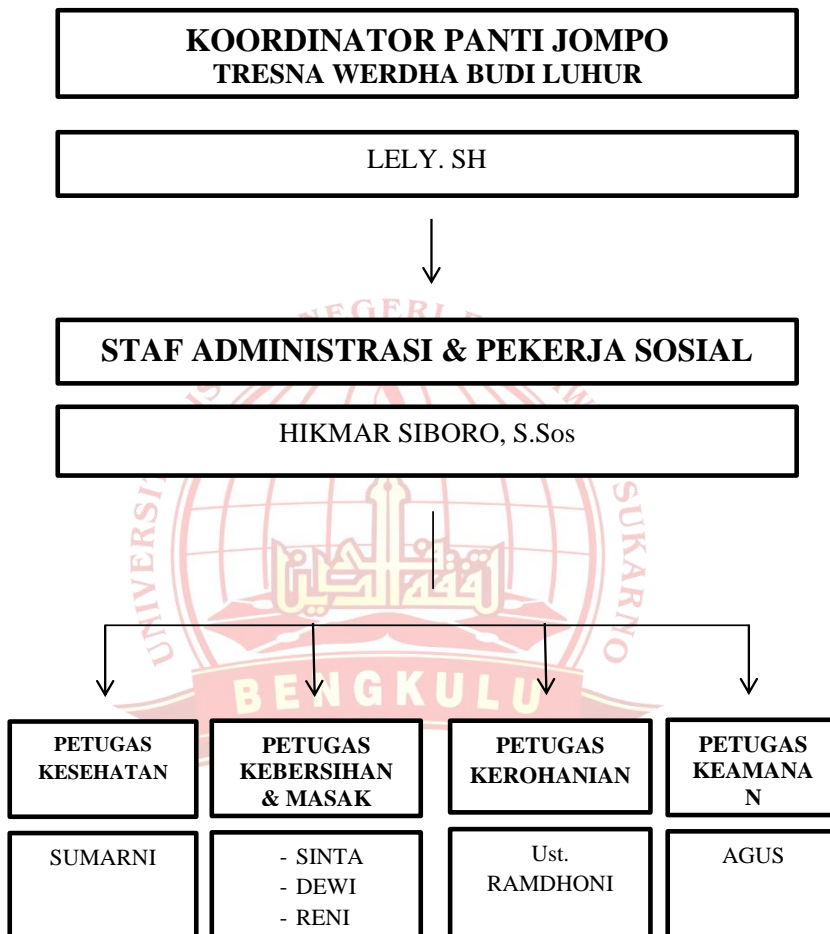 KOORDINATOR PANTI JOMPO
TRESNA WERDHA BUDI LUHUR
LELY. SH
STAF ADMINISTRASI & PEKERJA SOSIAL
HIKMAR SIBORO, S.Sos
BENGKULU
SUKARNO
PETUGAS
KESEHATAN
SUMARNI
PETUGAS
KEBERSIHAN
& MASAK
- SINTA
- DEWI
- RENI
PETUGAS
KEROHANIAN
Ust.
RAMDHONI
PETUGAS
KEAMANA
N
AGUS